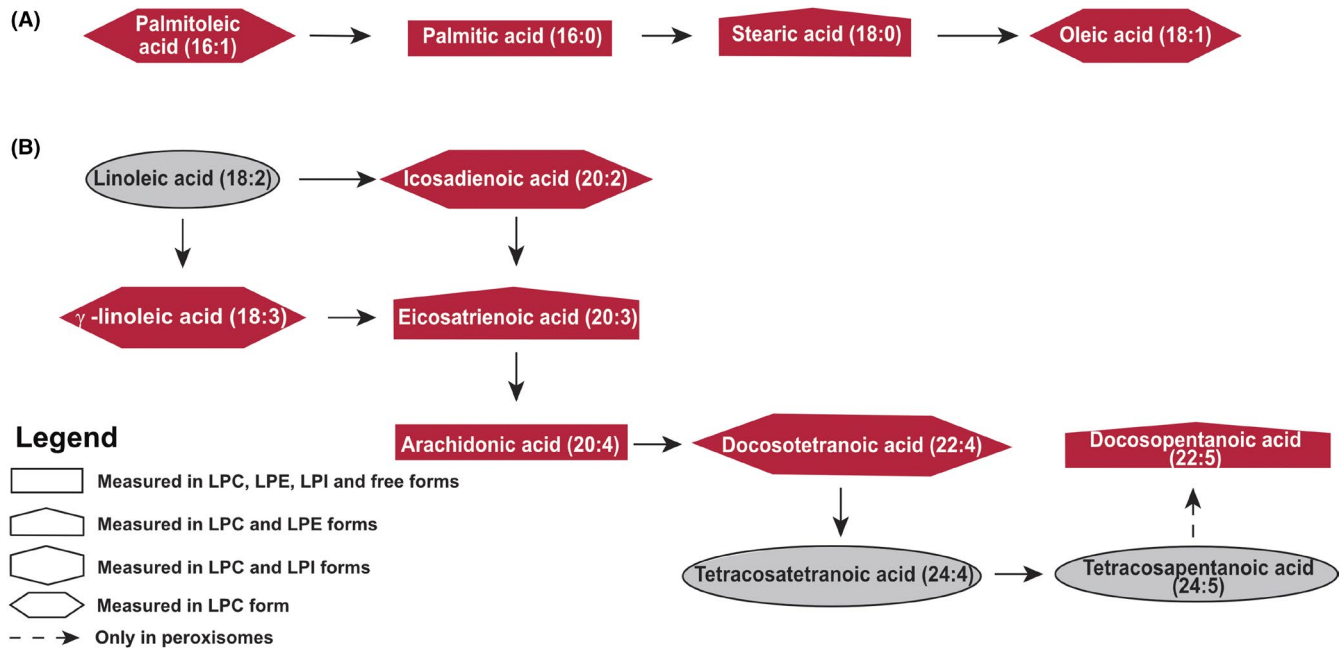 (A)
Palmitoleic
acid (16:1)
Palmitic acid (16:0)
Stearic acid (18:0)
Oleic acid (18:1)
(B)
Linoleic acid (18:2)
Icosadienoic acid (20:2)
γ -linoleic acid (18:3)
Eicosatrienoic acid (20:3)
Arachidonic acid (20:4)
Docosotetranoic acid (22:4)
Docosopentanoic acid
(22:5)
Tetracosatetranoic acid (24:4)
Tetracosapentanoic acid
(24:5)
Legend
Measured in LPC, LPE, LPI and free forms
Measured in LPC and LPE forms
Measured in LPC and LPI forms
Measured in LPC form
Only in peroxisomes